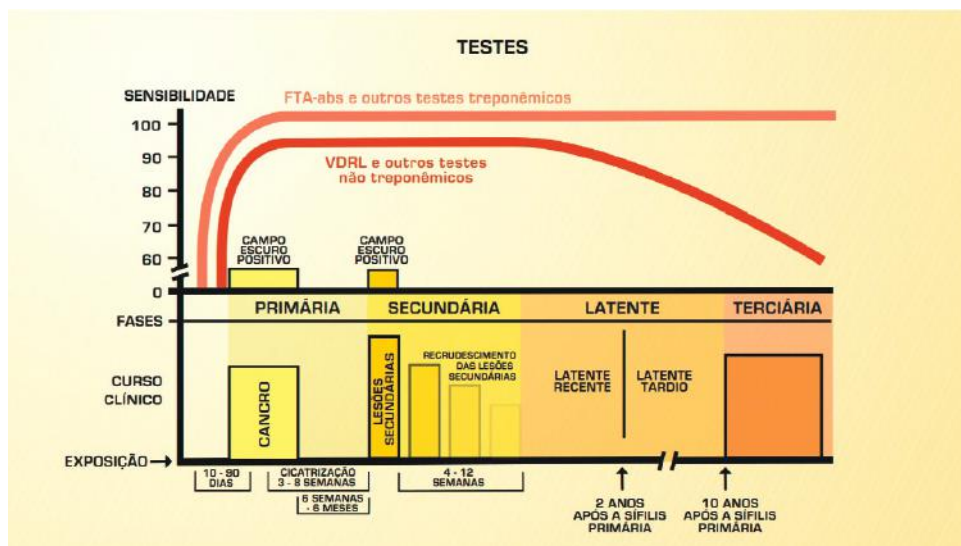 TESTES
SENSIBILIDADE
FTA-abs e outros testes treponêmicos
100
90
80
70
60
0
VDRL e outros testes
não treponêmicos
CAMPO
ESCURO
POSITIVO
CAMPO
ESCURO
POSITIVO
FASES
PRIMÁRIA
SECUNDÁRIA
LATENTE
TERCIÁRIA
CURSO
CLÍNICO
CANCRO
LESÕES
SECUNDÁRIAS
RECRUDESCIMENTO
DAS LESÕES
SECUNDÁRIAS
LATENTE
RECENTE
LATENTE
TARDIO
EXPOSIÇÃO
10 - 90
DIAS
CICATRIZAÇÃO
3 - 8 SEMANAS
6 SEMANAS
- 6 MESES
4 - 12
SEMANAS
2 ANOS
APÓS A SÍFILIS
PRIMÁRIA
10 ANOS
APÓS A SÍFILIS
PRIMÁRIA